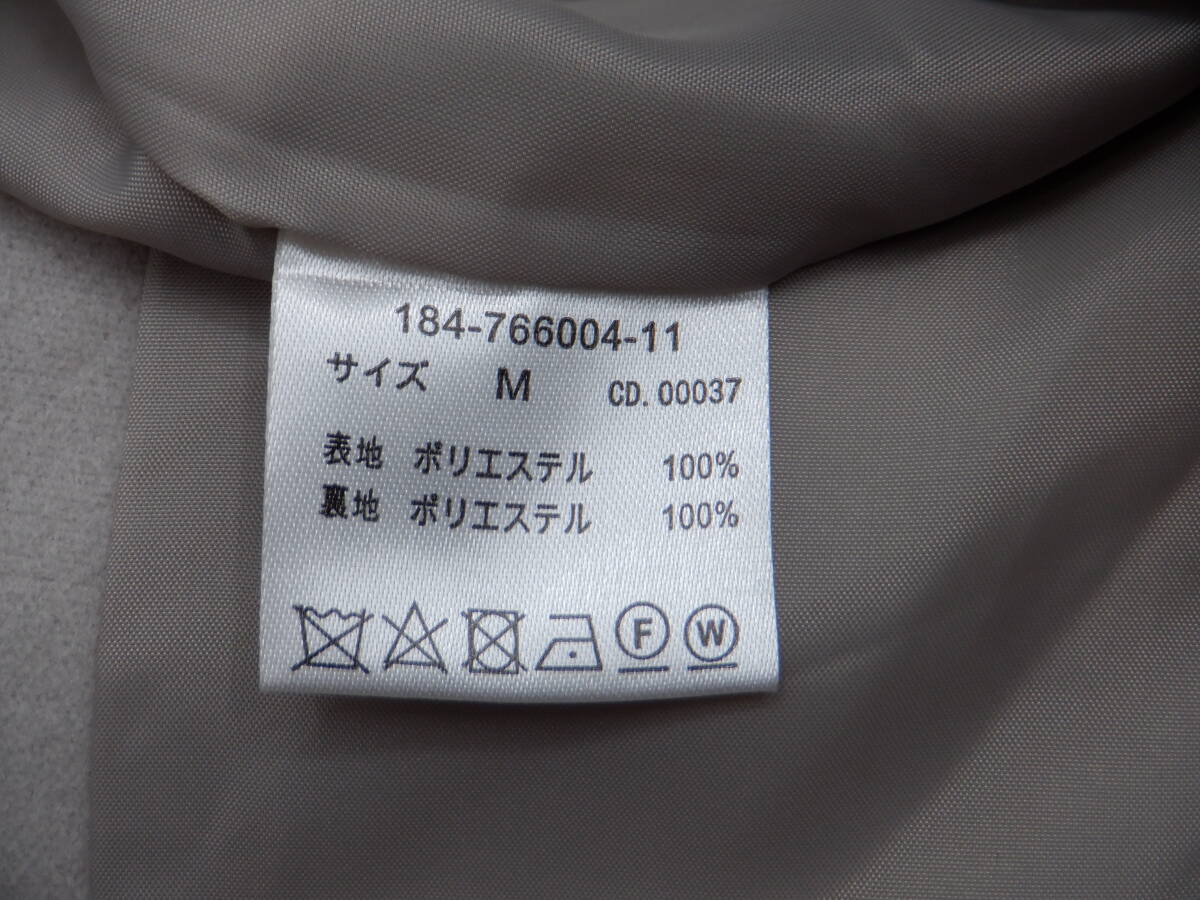 184-766004-11
サイズ M CD. 00037
表地 ポリエステル 100%
裏地 ポリエステル 100%
F W